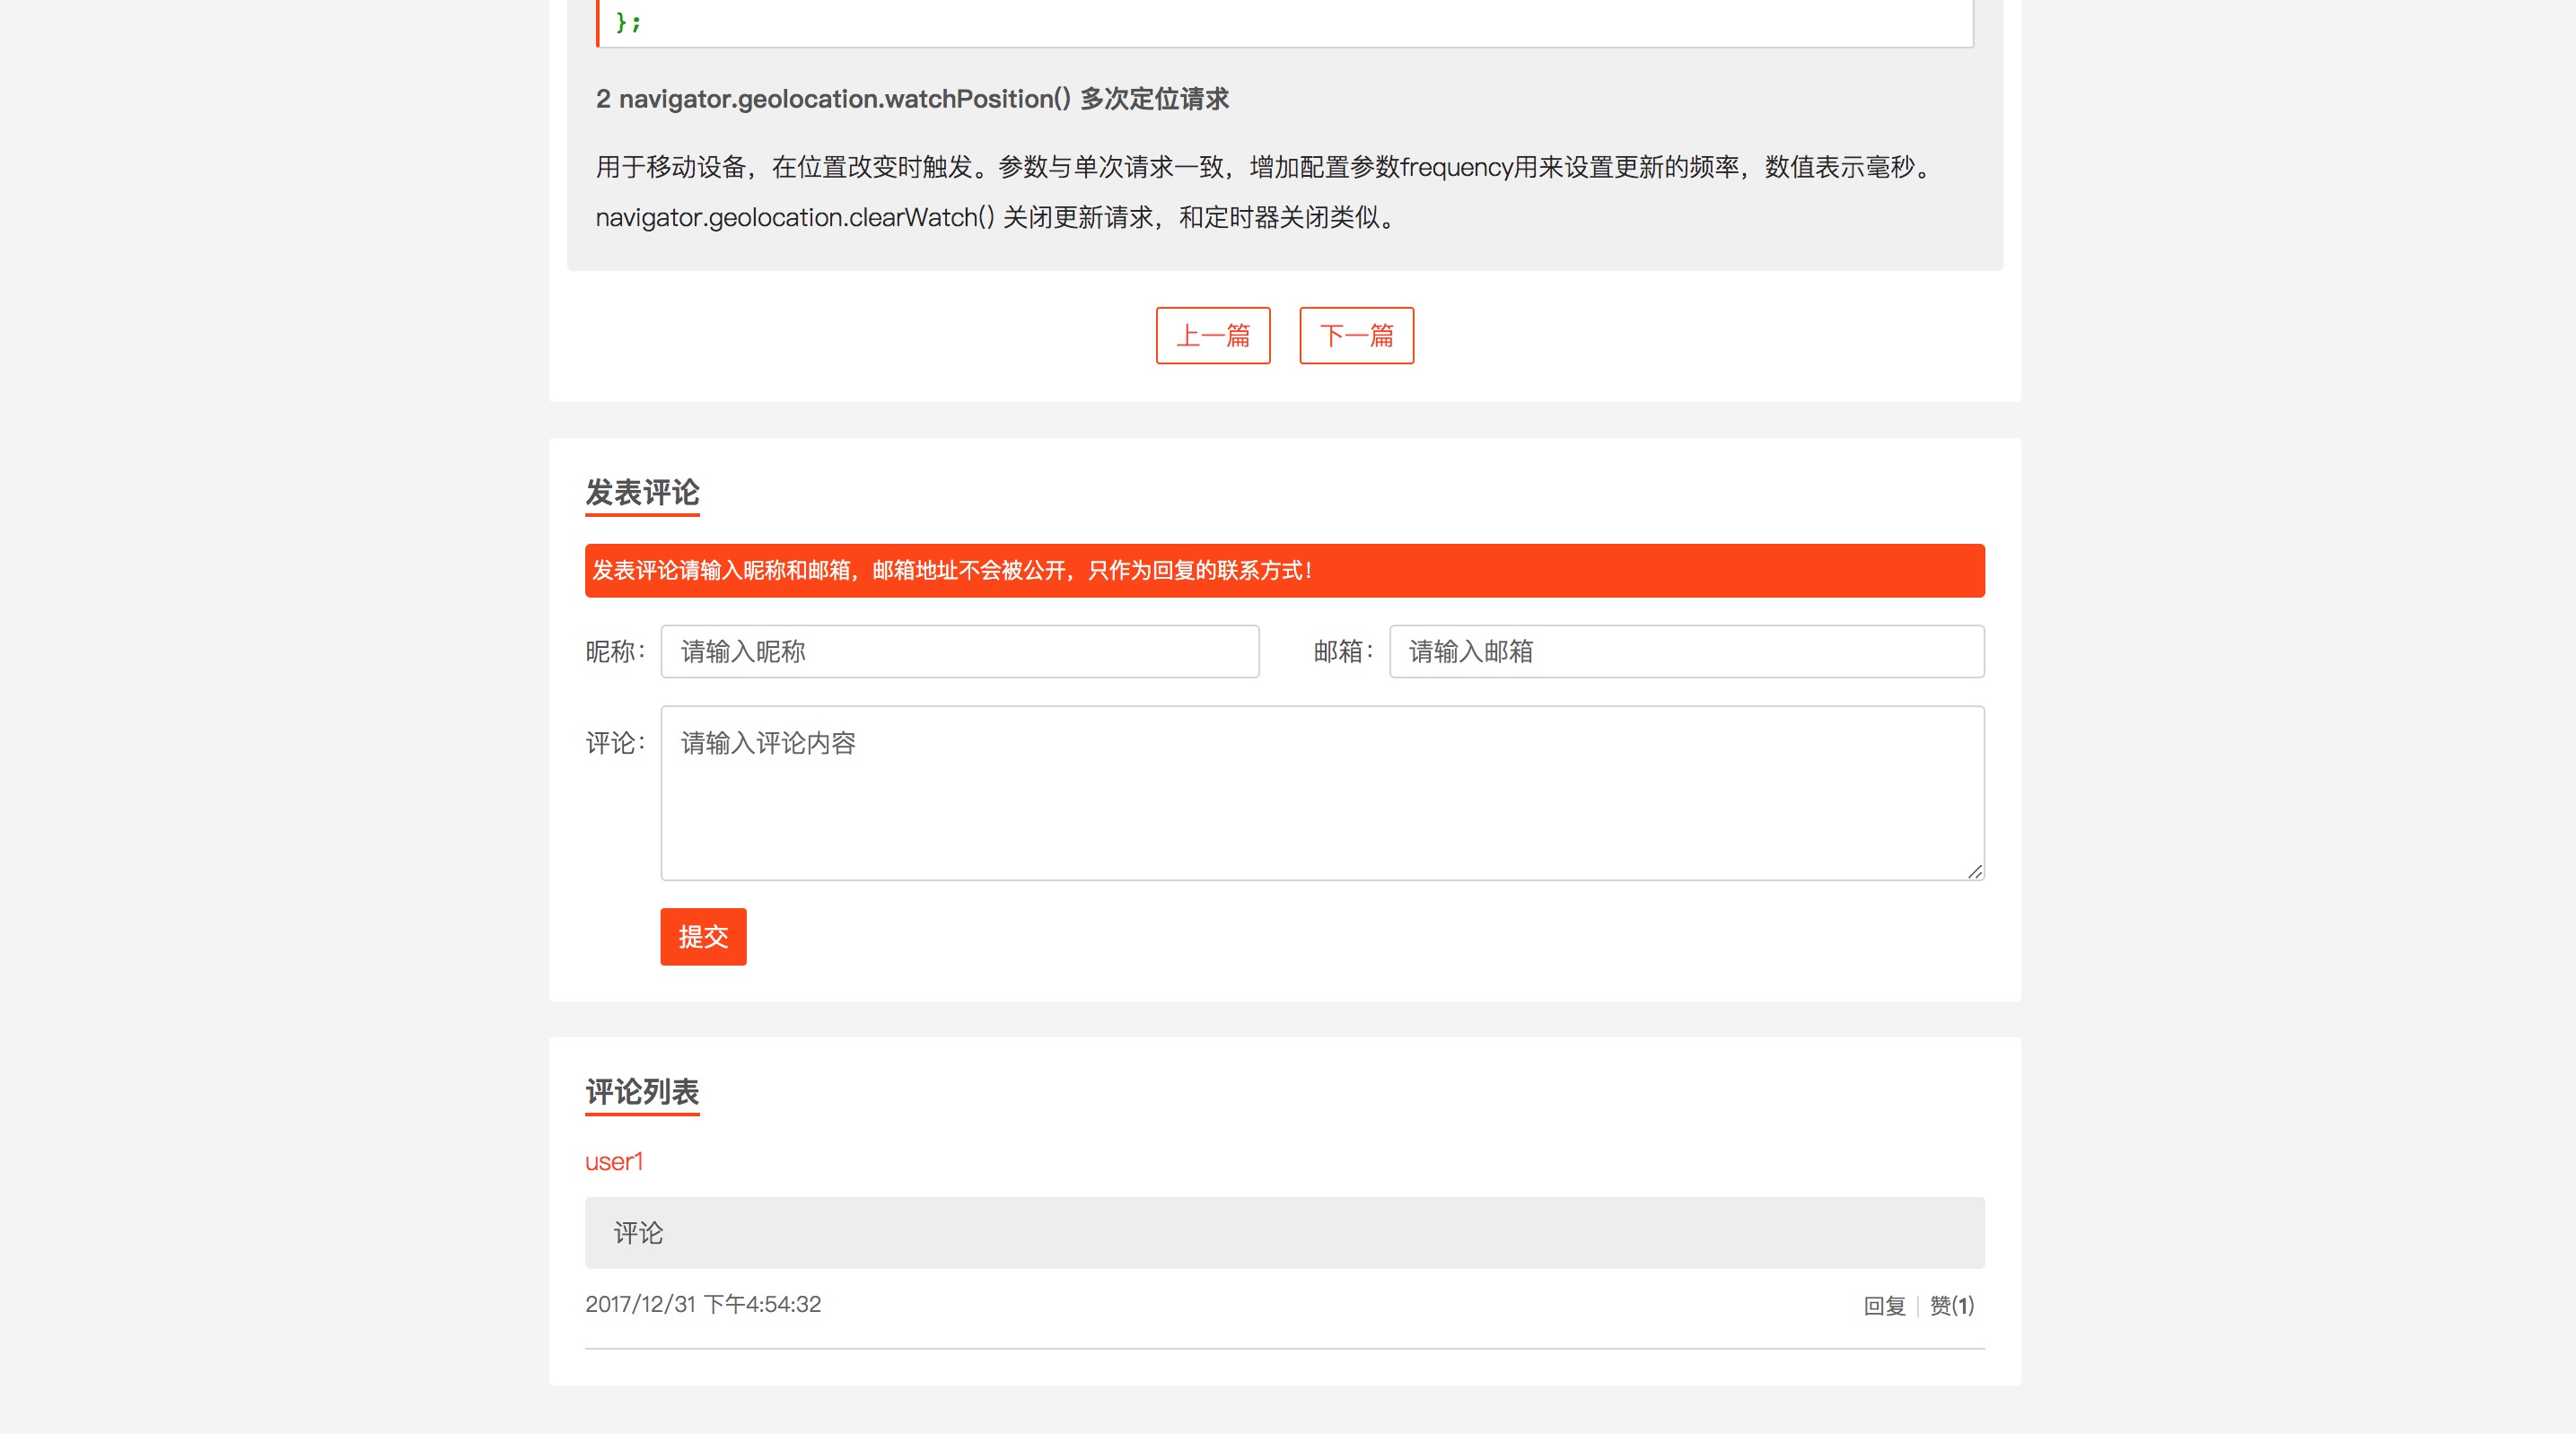 };
2 navigator.geolocation.watchPosition() 多次定位请求
用于移动设备，在位置改变时触发。参数与单次请求一致，增加配置参数frequency用来设置更新的频率，数值表示毫秒。
navigator.geolocation.clearWatch() 关闭更新请求，和定时器关闭类似。
上一篇 下一篇
发表评论
发表评论请输入昵称和邮箱，邮箱地址不会被公开，只作为回复的联系方式！
昵称： 请输入昵称 邮箱： 请输入邮箱
评论： 请输入评论内容
提交
评论列表
user1
评论
2017/12/31 下午4:54:32 回复 | 赞(1)